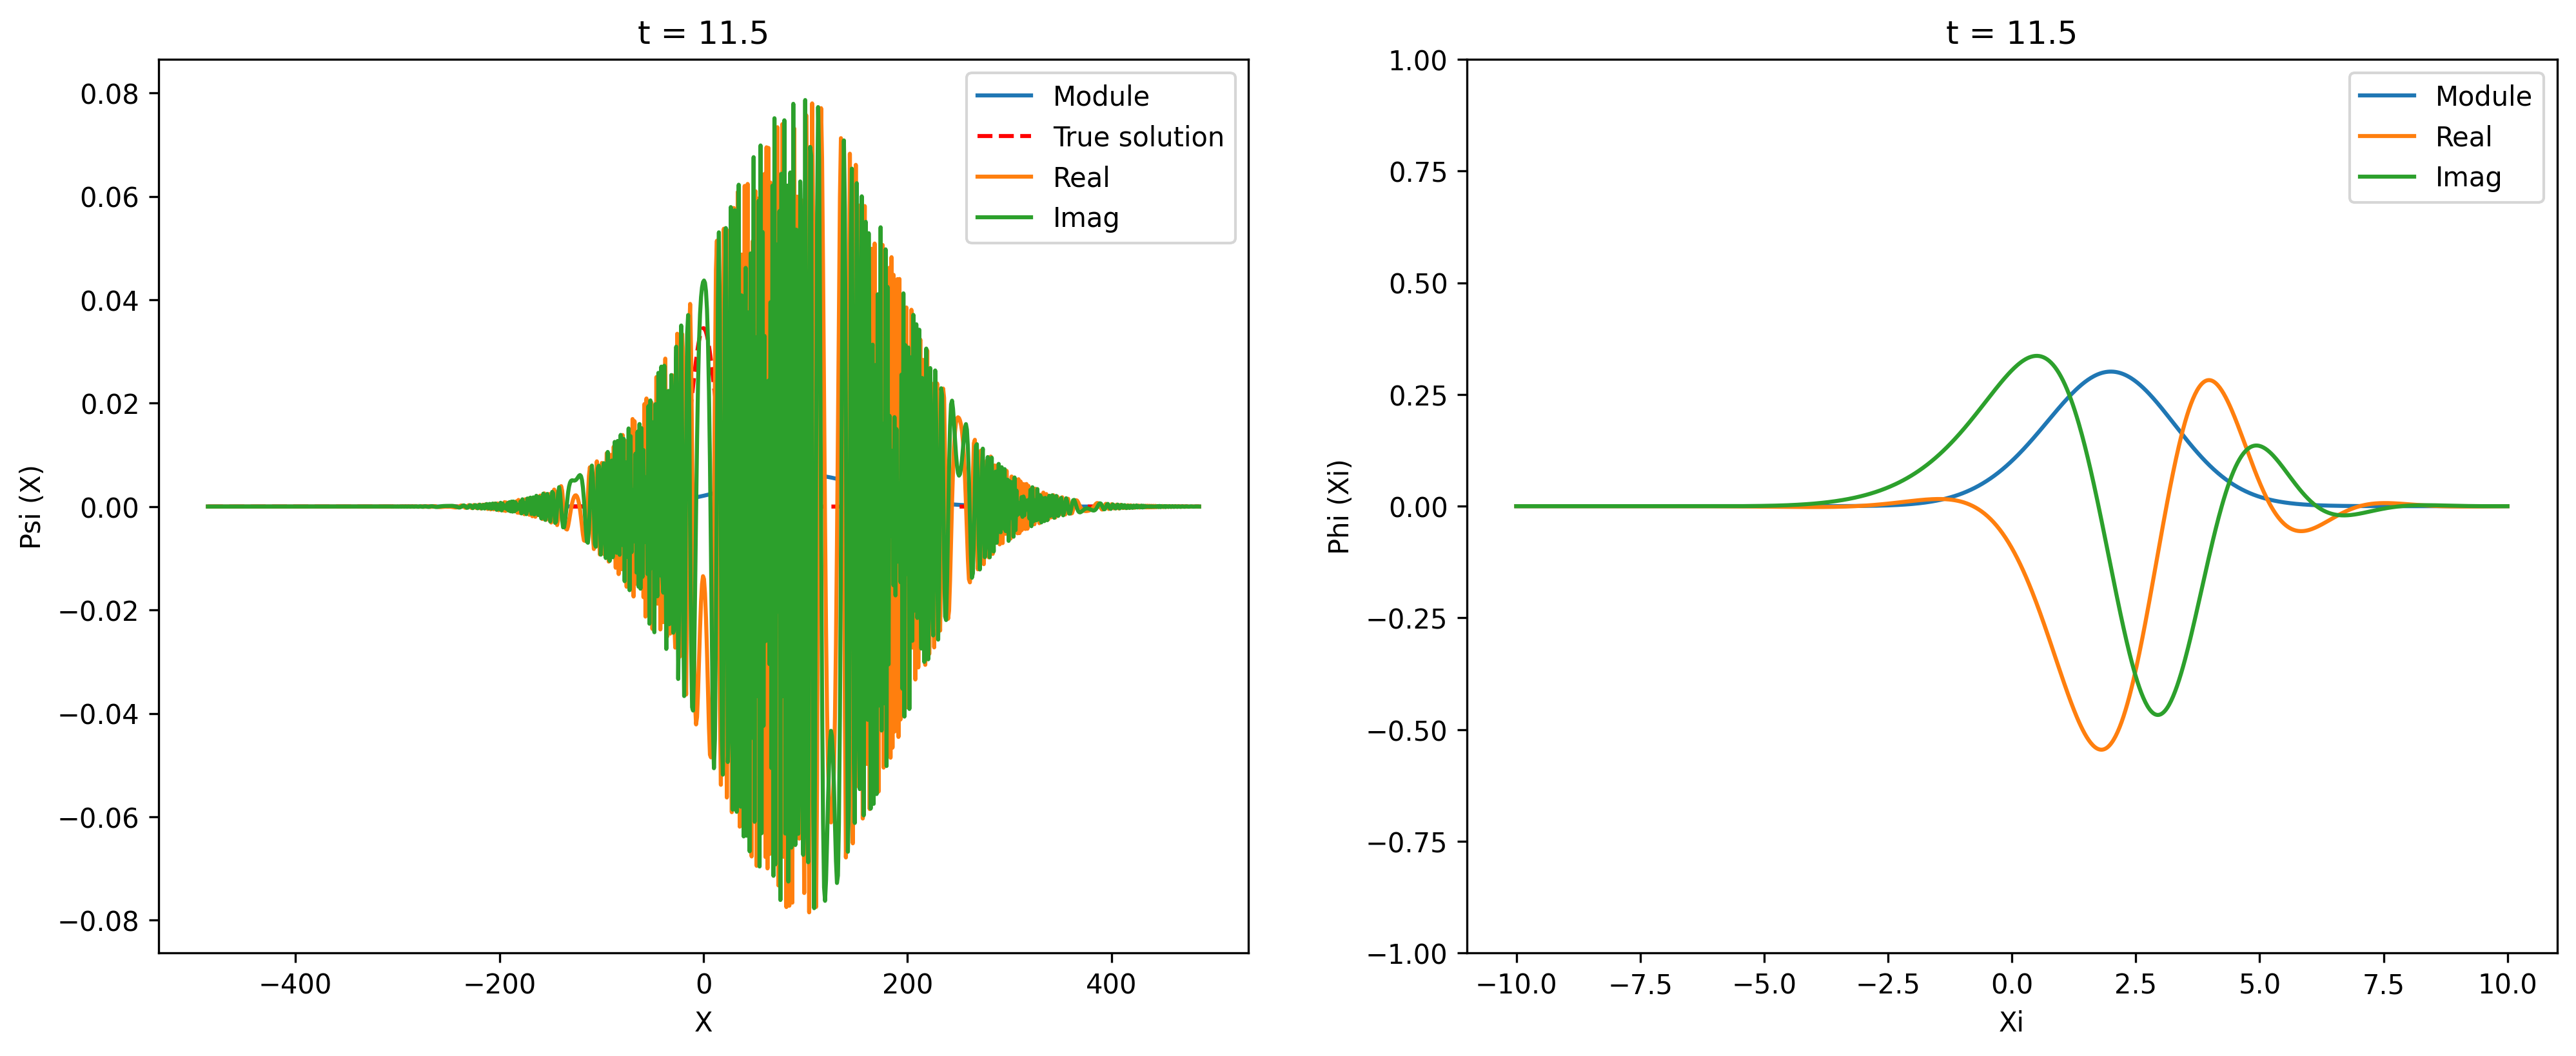 t = 11.5
Module
True solution
Real
Imag
0.08
0.06
0.04
0.02
0.00
−0.02
−0.04
−0.06
−0.08
Psi (X)
−400
−200
0
200
400
X
t = 11.5
Module
Real
Imag
1.00
0.75
0.50
0.25
0.00
−0.25
−0.50
−0.75
−1.00
Phi (Xi)
−10.0
−7.5
−5.0
−2.5
0.0
2.5
5.0
7.5
10.0
Xi